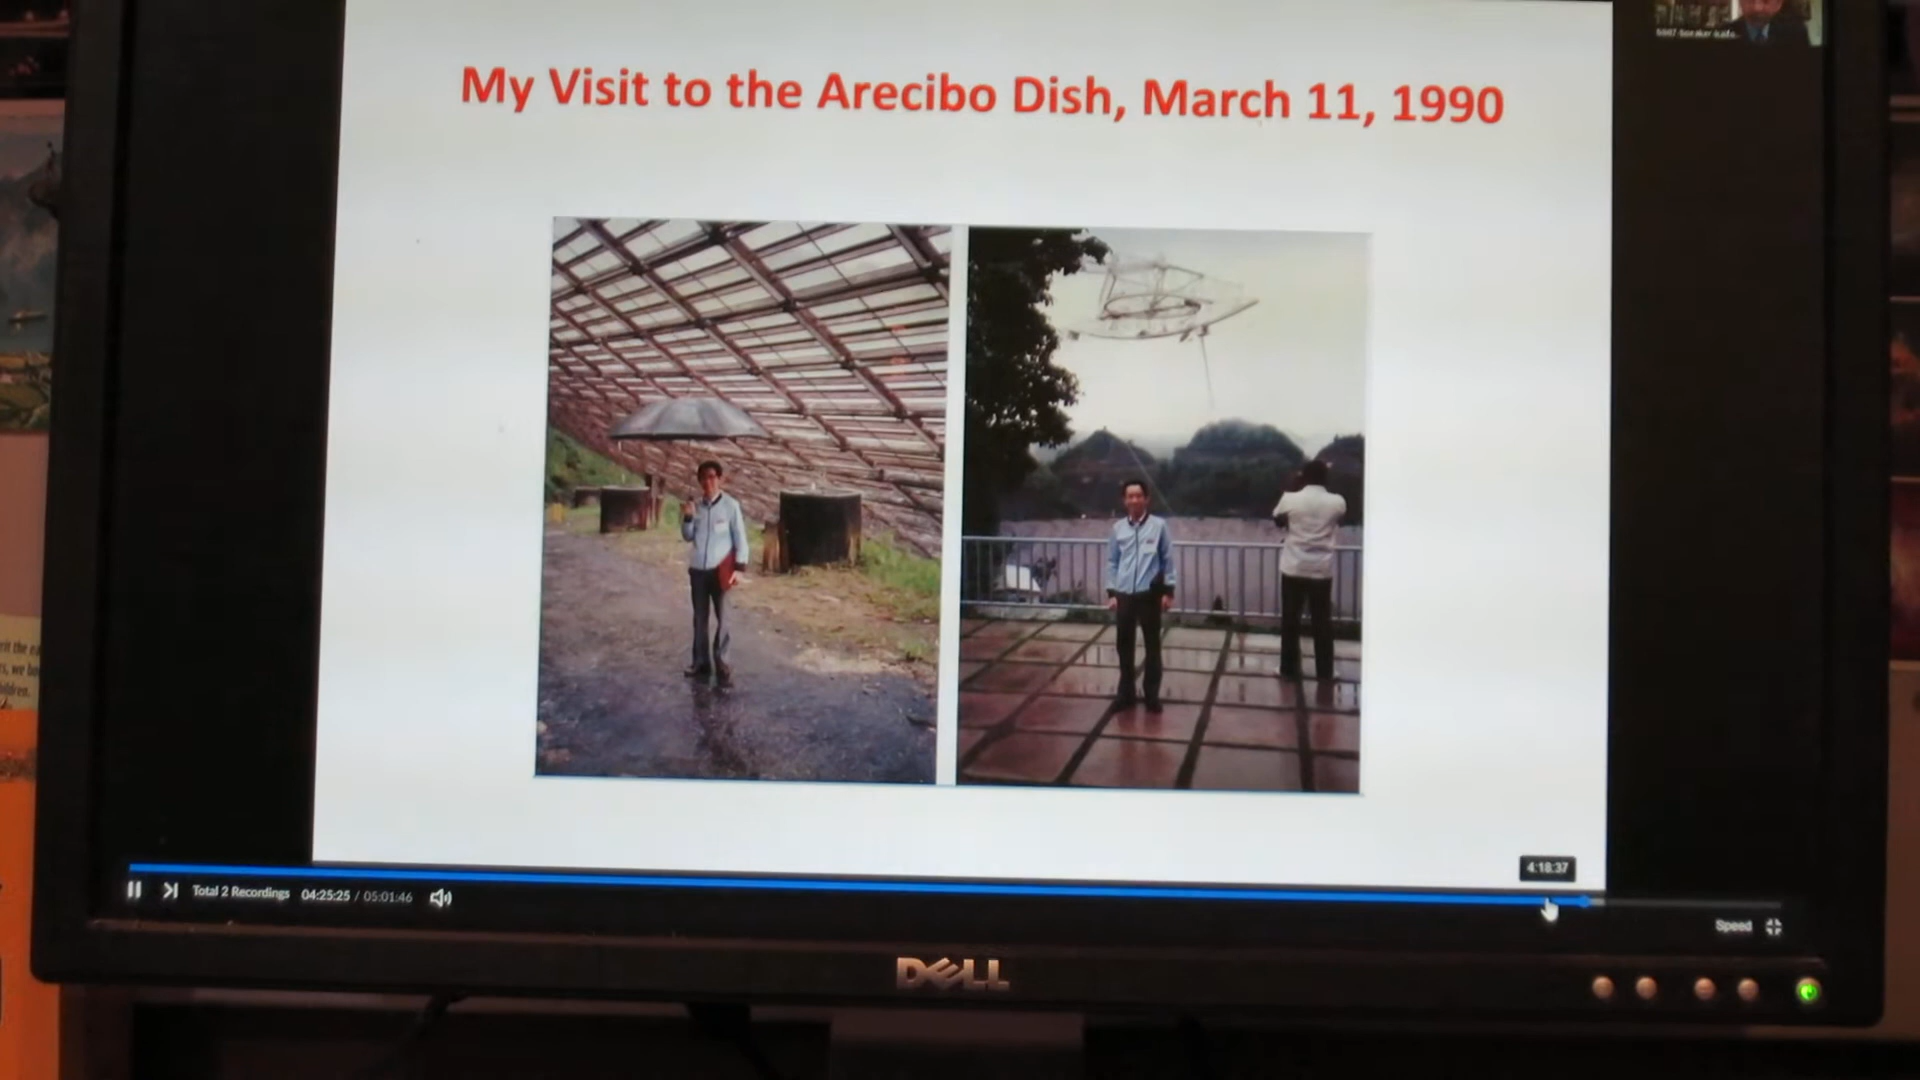 My Visit to the Arecibo Dish, March 11, 1990
4:18:37
Total 2 Recordings 04:25:25 / 05:01:46
Speed
DELL